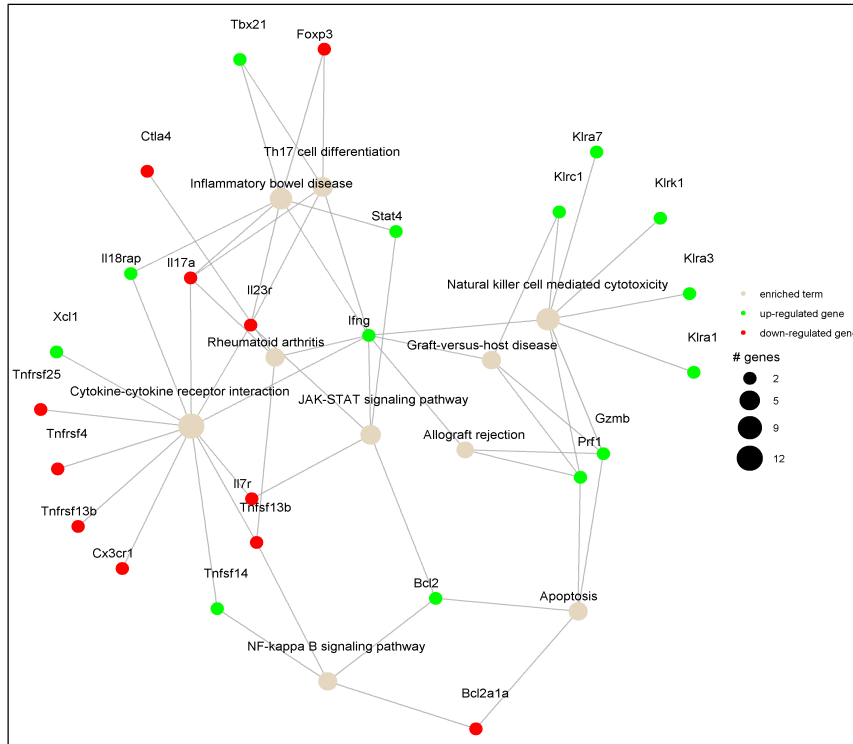 Tbx21
Foxp3
Ctla4
Klra7
Th17 cell differentiation
Klrc1
Inflammatory bowel disease
Klrk1
Stat4
Il18rap
Il17a
Klra3
Il23r
Natural killer cell mediated cytotoxicity
enriched term
Xcl1
Ifng
up-regulated gene
Rheumatoid arthritis
Graft-versus-host disease
Klra1
down-regulated gene
# genes
Tnfrsf25
2
Cytokine-cytokine receptor interaction
JAK-STAT signaling pathway
5
Gzmb
Tnfrsf4
Allograft rejection
Prf1
9
12
Il7r
Tnfrsf13b
Tnfsf13b
Cx3cr1
Tnfsf14
Bcl2
Apoptosis
NF-kappa B signaling pathway
Bcl2a1a